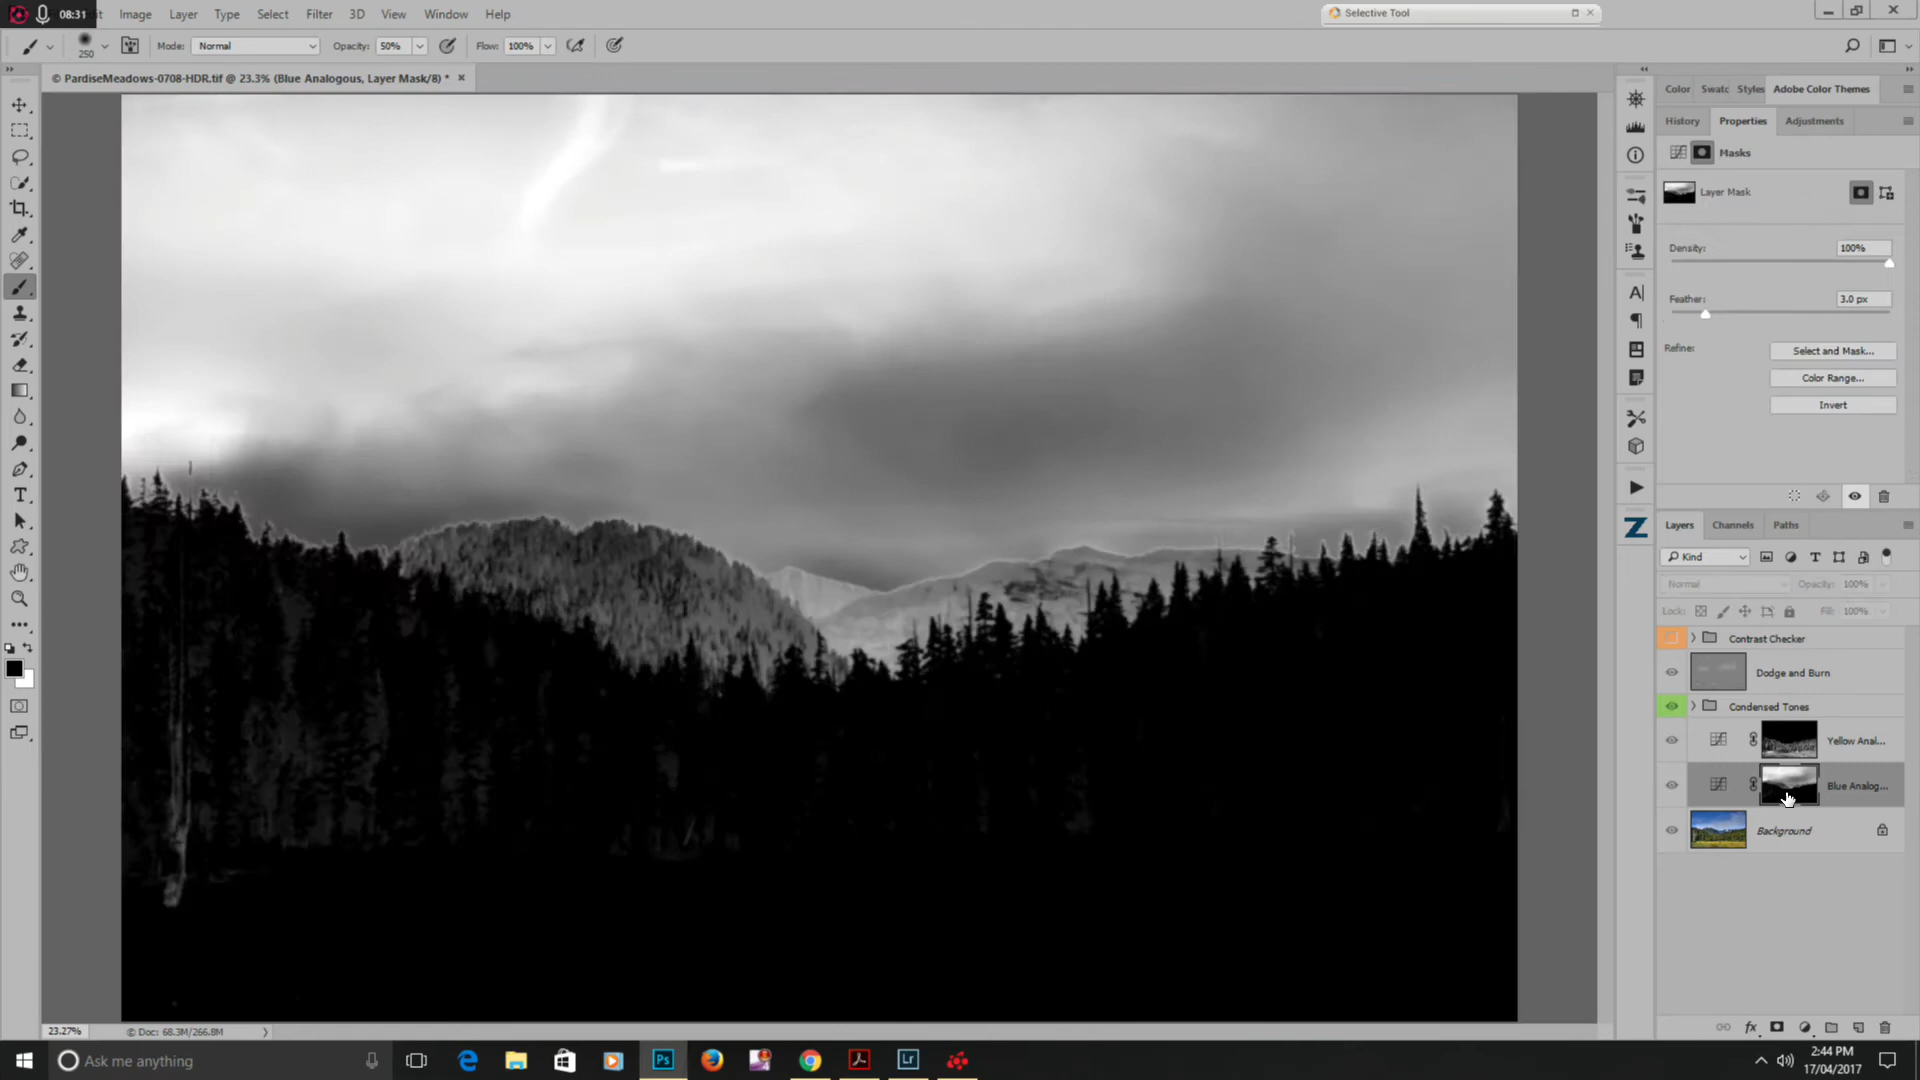 08:31
Image Layer Type Select Filter 3D View Window Help
Selective Tool
250
Mode: Normal Opacity: 50% Flow: 100%
© PardiseMeadows-0708-HDR.tif @ 23.3% (Blue Analogous, Layer Mask/8) *
Color Swatc Styles Adobe Color Themes
History Properties Adjustments
Masks
Layer Mask
Density: 100%
Feather: 3.0 px
Refine: Select and Mask...
Color Range...
Invert
Layers Channels Paths
Kind
Normal Opacity: 100%
Lock: Fill: 100%
Contrast Checker
Dodge and Burn
Condensed Tones
Yellow Anal...
Blue Analog...
Background
23.27% © Doc: 68.3M/266.8M
Ask me anything
Ps
Lr
2:44 PM
17/04/2017